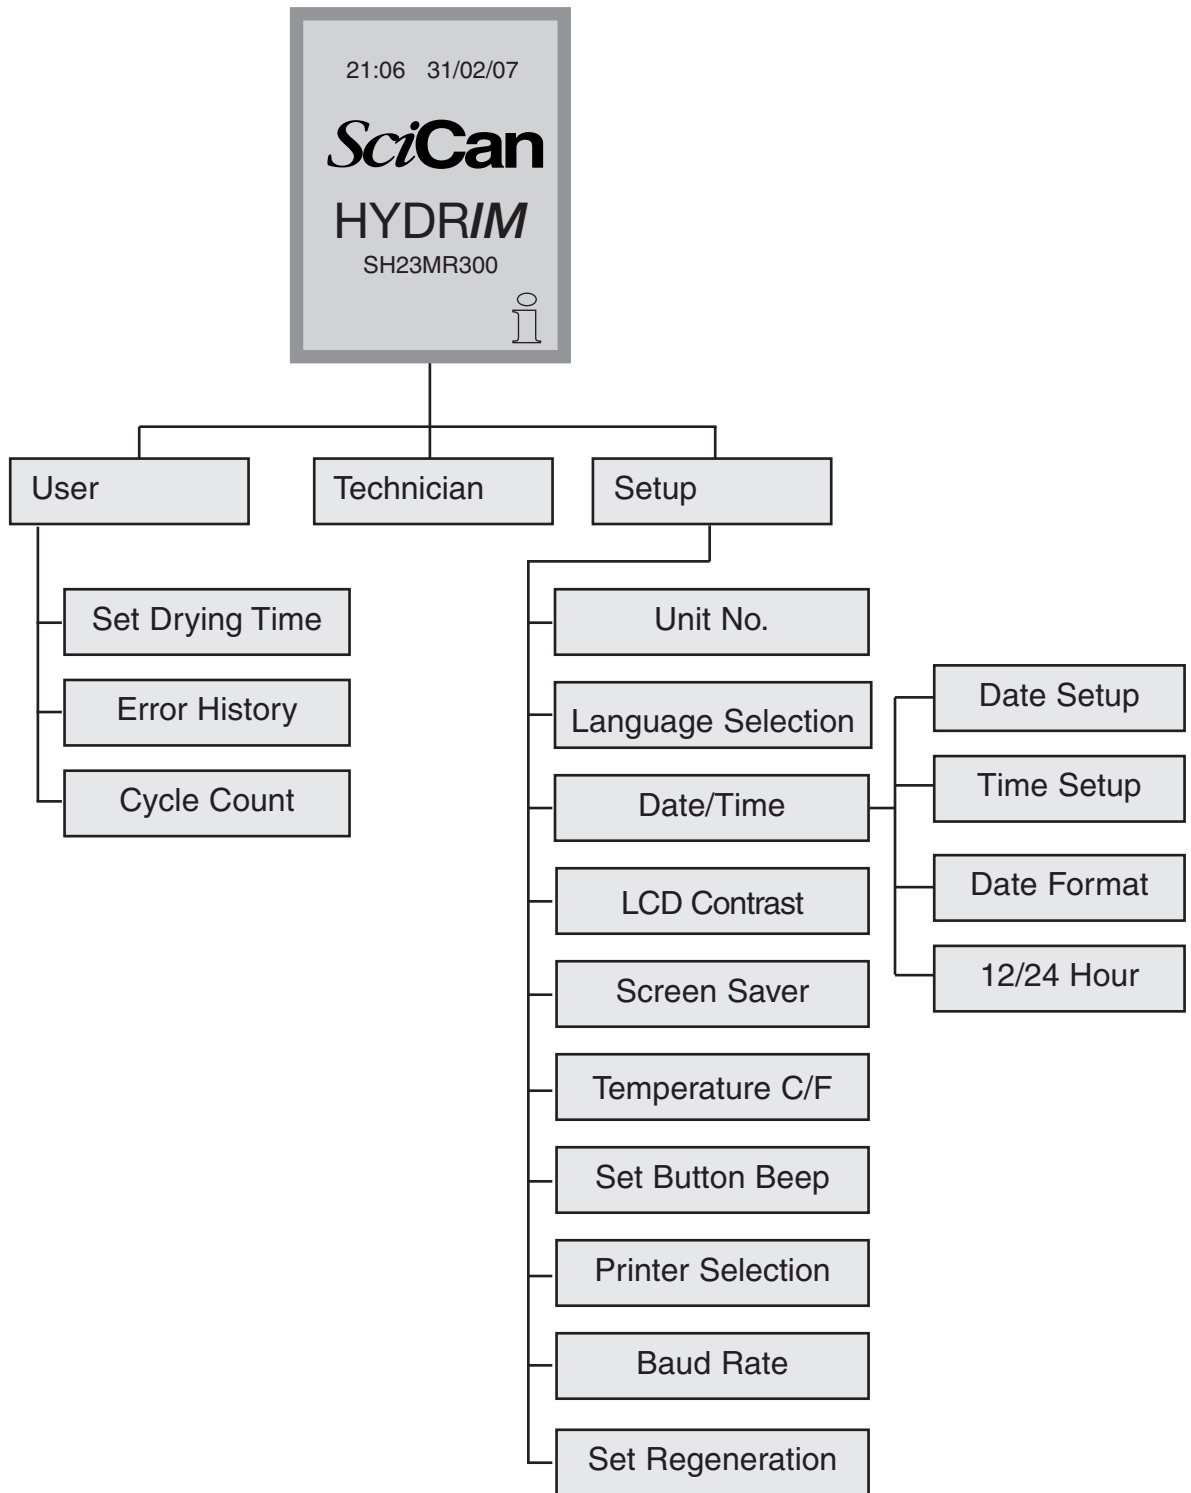 21:06 31/02/07
SciCan
HYDRIM
SH23MR300
i
User
Technician
Setup
Set Drying Time
Error History
Cycle Count
Unit No.
Language Selection
Date/Time
LCD Contrast
Screen Saver
Temperature C/F
Set Button Beep
Printer Selection
Baud Rate
Set Regeneration
Date Setup
Time Setup
Date Format
12/24 Hour